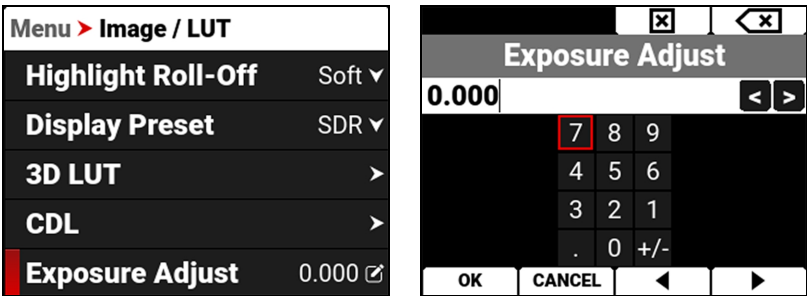 Menu > Image / LUT
Highlight Roll-Off Soft
Display Preset SDR
3D LUT >
CDL >
Exposure Adjust 0.000
Exposure Adjust
0.000 < >
7 8 9
4 5 6
3 2 1
. 0 +/-
OK CANCEL ◀ ▶